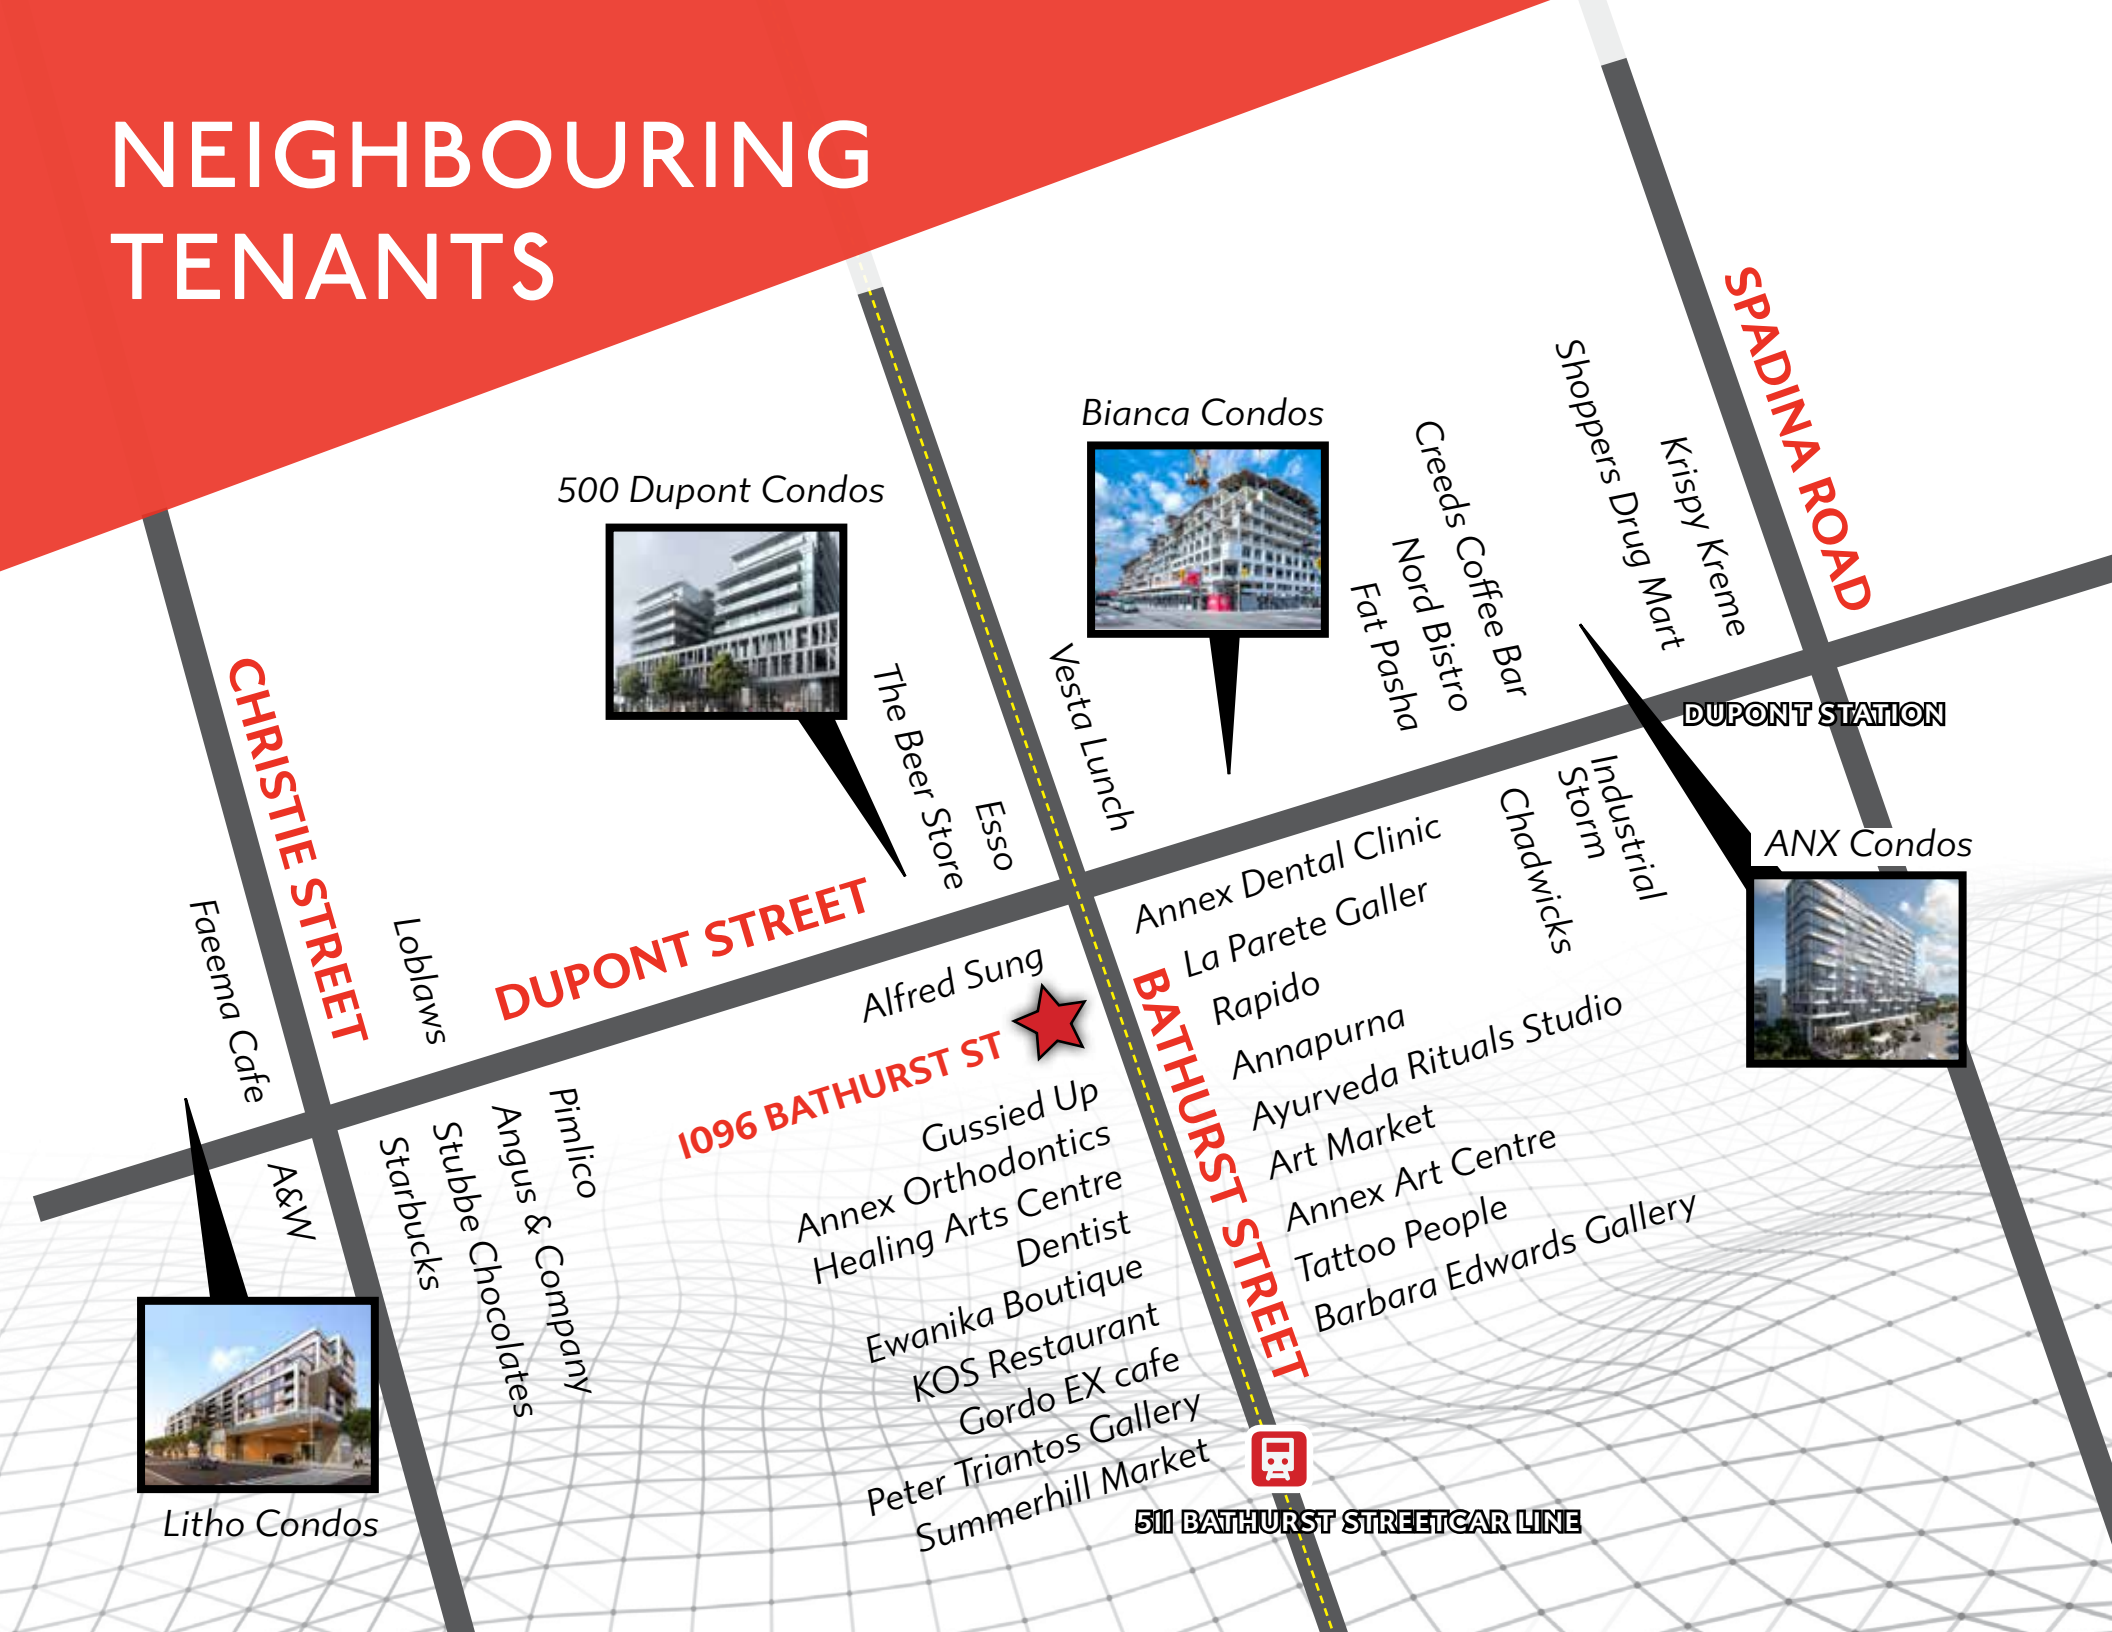 NEIGHBOURING
TENANTS
SPADINA ROAD
Bianca Condos
500 Dupont Condos
Shoppers Drug Mart
Krispy Kreme
Creeds Coffee Bar
Nord Bistro
Fat Pasha
Vesta Lunch
The Beer Store
Esso
DUPONT STATION
CHRISTIE STREET
DUPONT STREET
Faeema Cafe
Loblaws
Industrial
Storm
Chadwicks
ANX Condos
Annex Dental Clinic
La Parete Galler
Rapido
Annapurna
Ayurveda Rituals Studio
Art Market
Annex Art Centre
Tattoo People
Barbara Edwards Gallery
BATHURST STREET
Alfred Sung
1096 BATHURST ST
Gussied Up
Annex Orthodontics
Healing Arts Centre
Dentist
Ewanika Boutique
KOS Restaurant
Gordo EX cafe
Peter Triantos Gallery
Summerhill Market
A&W
Starbucks
Stubbe Chocolates
Angus & Company
Pimlico
Litho Condos
511 BATHURST STREETCAR LINE